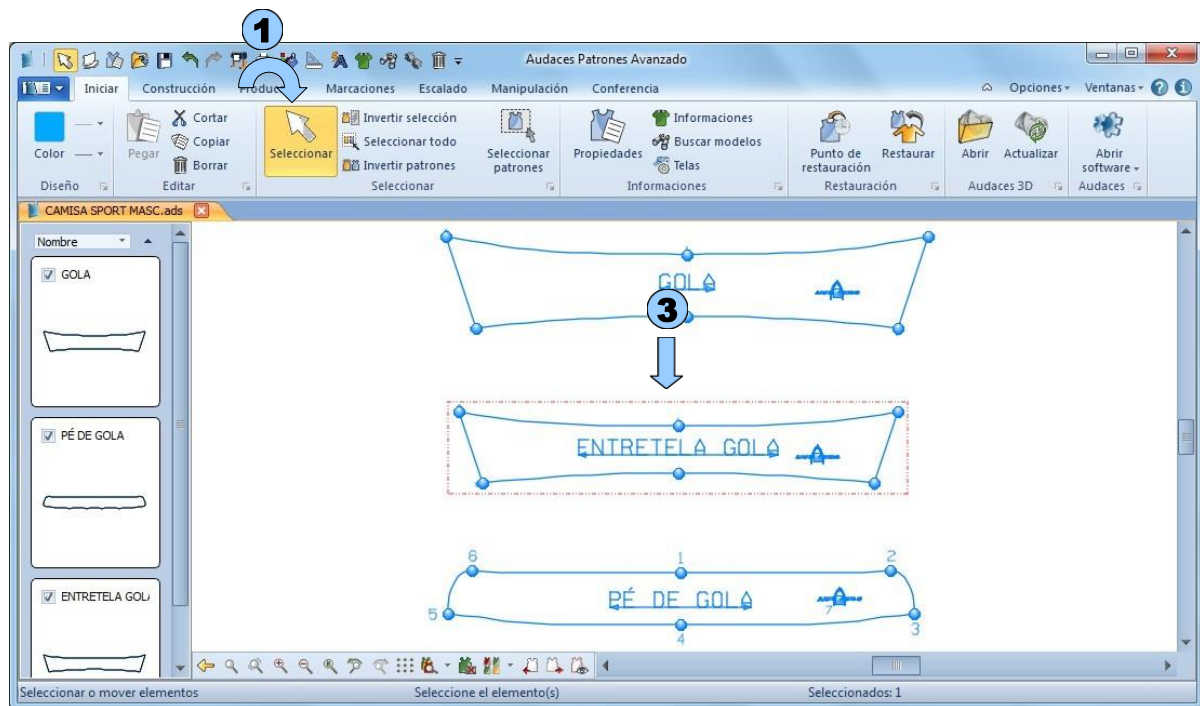 1
Audaces Patrones Avanzado
Iniciar Construcción Marcaciones Escalado Manipulación Conferencia Opciones Ventanas
Color
Pegar
Cortar
Copiar
Borrar
Seleccionar
Invertir selección
Seleccionar todo
Invertir patrones
Seleccionar
patrones
Propiedades
Informaciones
Buscar modelos
Telas
Punto de
restauración
Restaurar
Abrir
Actualizar
Abrir
software
Diseño Editar Seleccionar Informaciones Restauración Audaces 3D Audaces
CAMISA SPORT MASC.ads
Nombre
GOLA
PÉ DE GOLA
ENTRETELA GOL
GOLA
3
ENTRETELA GOLA
6 1 2
PÉ DE GOLA
7
5
4
3
Seleccionar o mover elementos Seleccione el elemento(s) Seleccionados: 1